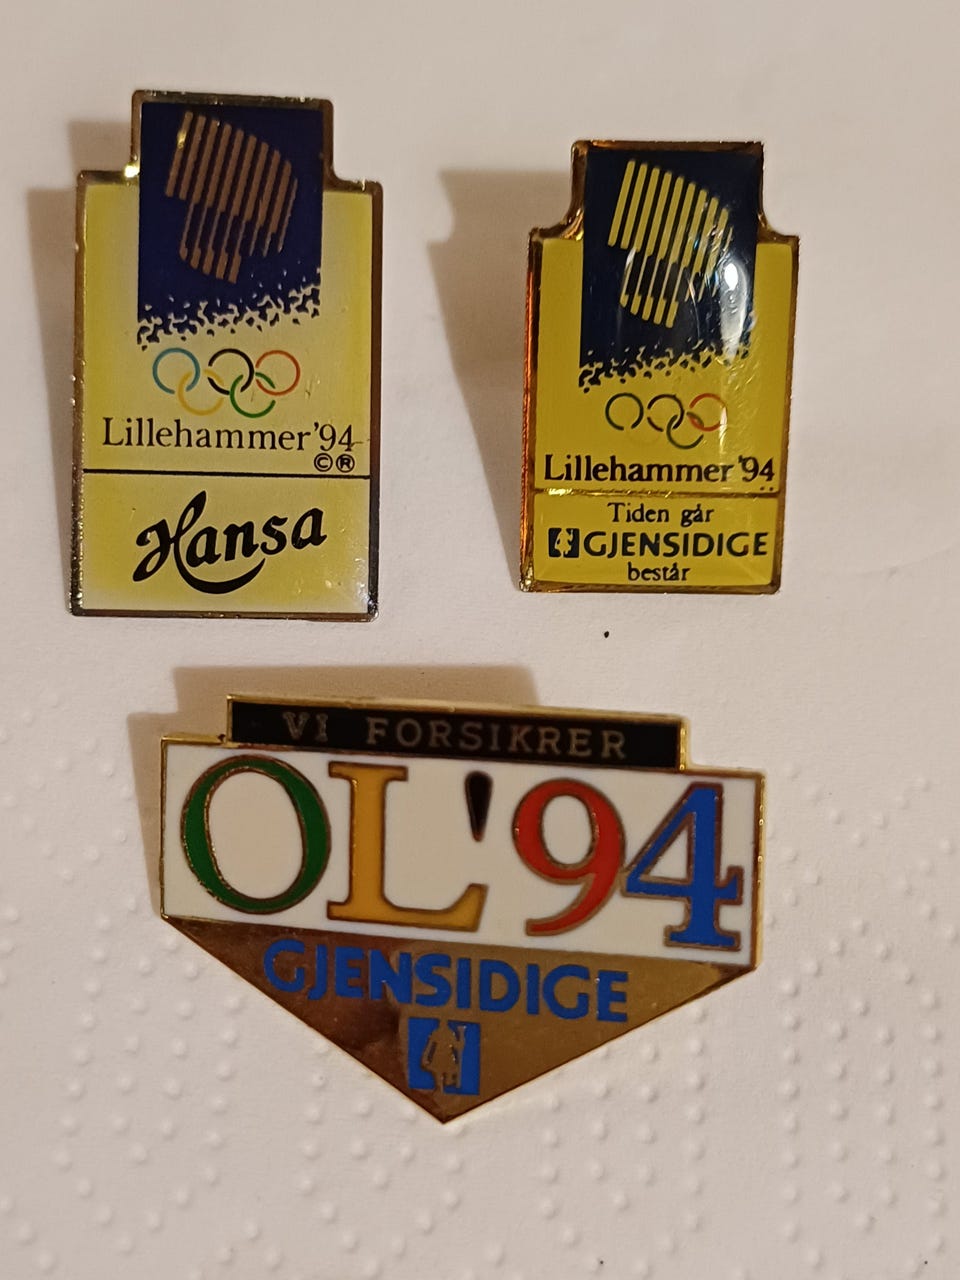 Lillehammer'94
©®
Hansa
Lillehammer '94
Tiden går
GJENSIDIGE
består
VI FORSIKRER
OL'94
GJENSIDIGE